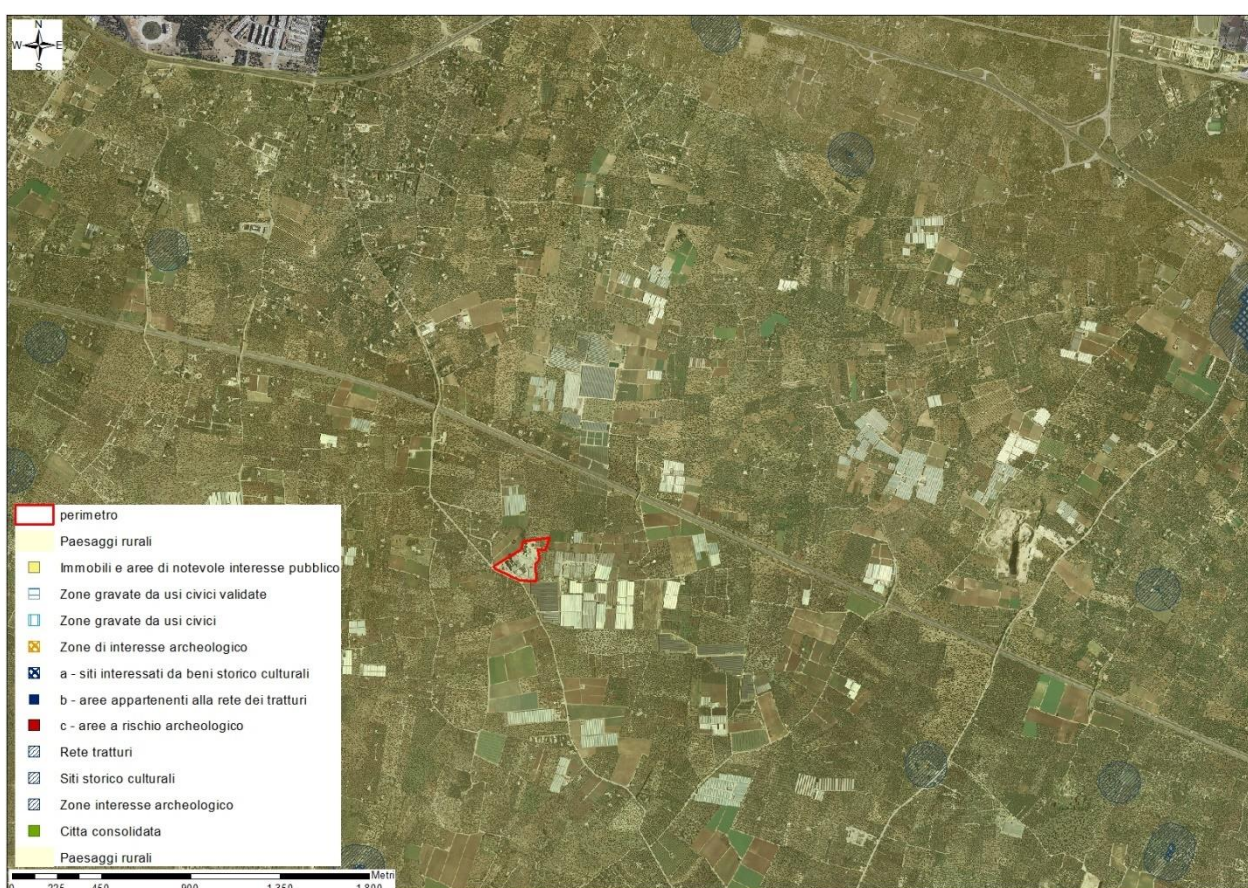 N
W E
S
perimetro
Paesaggi rurali
Immobili e aree di notevole interesse pubblico
Zone gravate da usi civici validate
Zone gravate da usi civici
Zone di interesse archeologico
a - siti interessati da beni storico culturali
b - aree appartenenti alla rete dei tratturi
c - aree a rischio archeologico
Rete tratturi
Siti storico culturali
Zone interesse archeologico
Citta consolidata
Paesaggi rurali
Metri
0 225 450 900 1.350 1.800